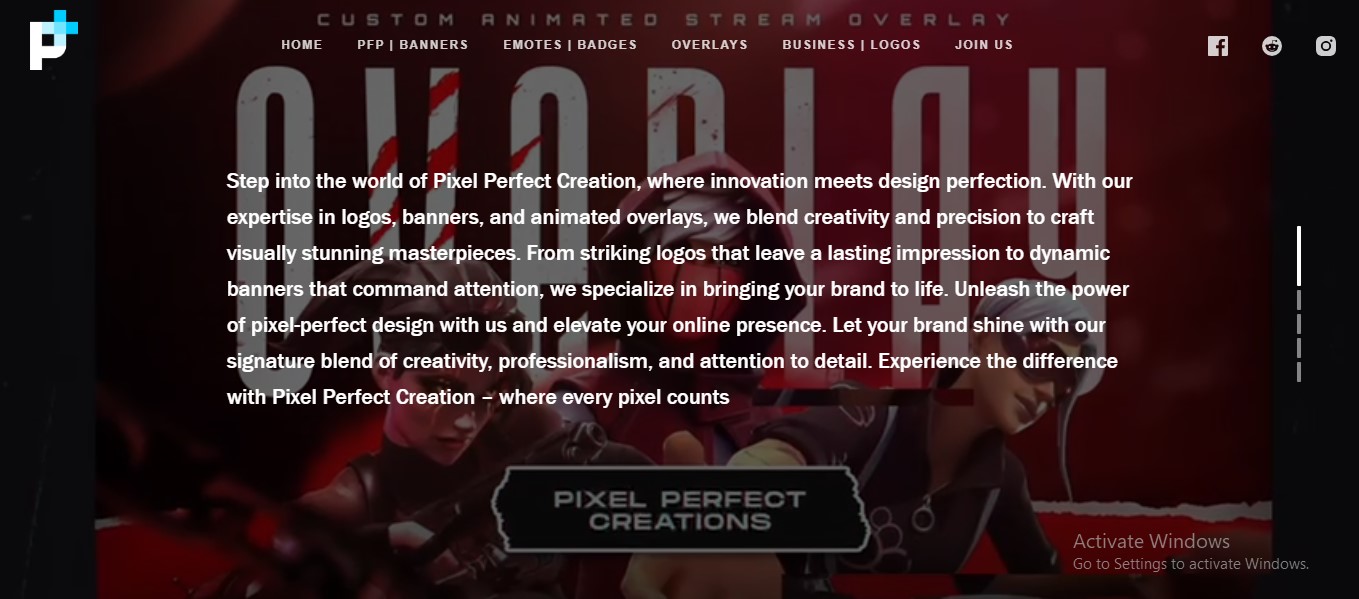 CUSTOM ANIMATED STREAM OVERLAY
HOME PFP | BANNERS EMOTES | BADGES OVERLAYS BUSINESS | LOGOS JOIN US
OVERLAY
Step into the world of Pixel Perfect Creation, where innovation meets design perfection. With our
expertise in logos, banners, and animated overlays, we blend creativity and precision to craft
visually stunning masterpieces. From striking logos that leave a lasting impression to dynamic
banners that command attention, we specialize in bringing your brand to life. Unleash the power
of pixel-perfect design with us and elevate your online presence. Let your brand shine with our
signature blend of creativity, professionalism, and attention to detail. Experience the difference
with Pixel Perfect Creation – where every pixel counts
PIXEL PERFECT
CREATIONS
Activate Windows
Go to Settings to activate Windows.